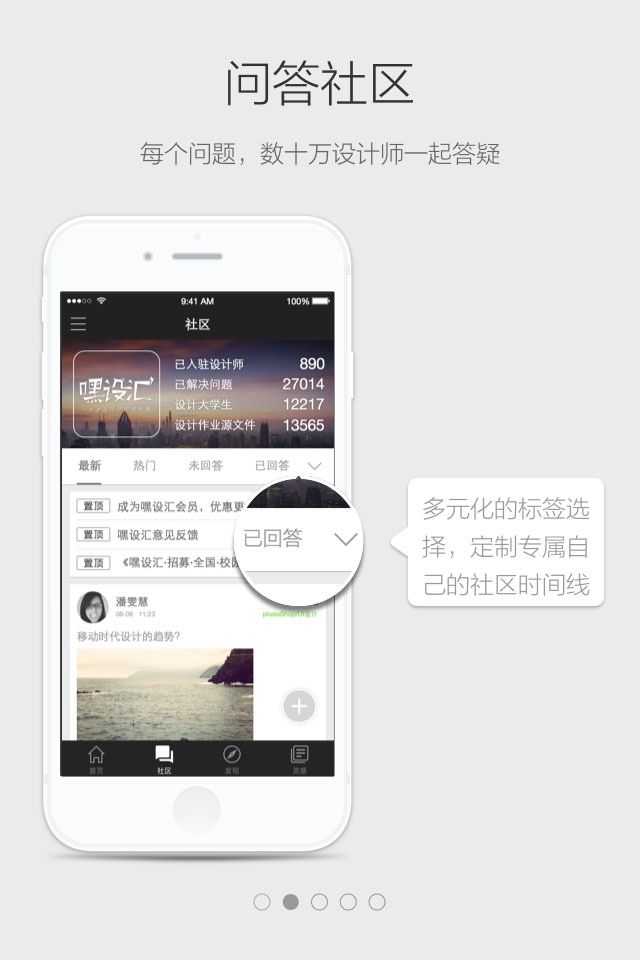 问答社区
每个问题，数十万设计师一起答疑
9:41 AM
100%
社区
嘿设汇
已入驻设计师 890
已解决问题 27014
设计大学生 12217
设计作业源文件 13565
最新 热门 未回答 已回答
置顶 成为嘿设汇会员，优惠更
置顶 嘿设汇意见反馈
置顶 《嘿设汇·招募·全国·校园
已回答
多元化的标签选
择，定制专属自
己的社区时间线
潘雯慧
06-06 11:23
photoShop/UI设计
移动时代设计的趋势?
首页 社区 发现 灵感